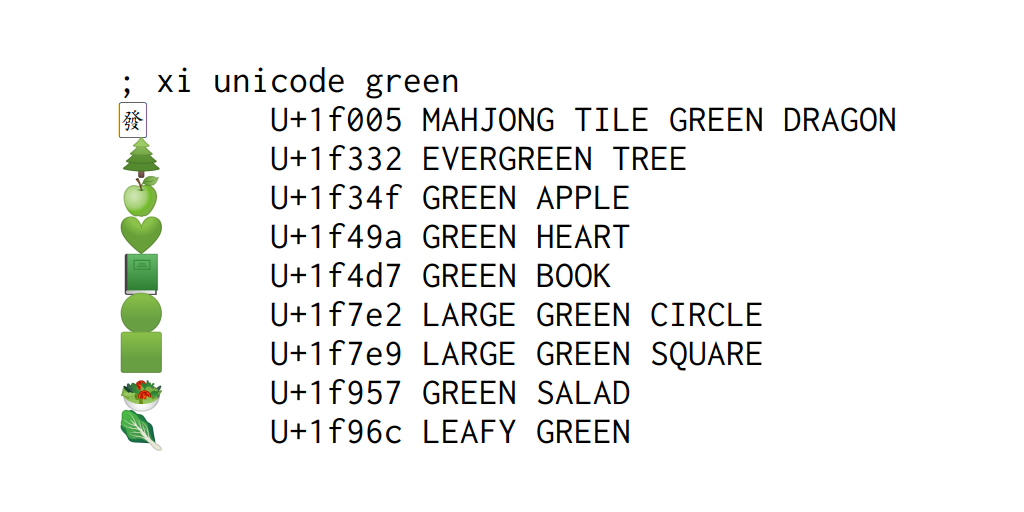 ; xi unicode green
🀅 U+1f005 MAHJONG TILE GREEN DRAGON
🌲 U+1f332 EVERGREEN TREE
🍏 U+1f34f GREEN APPLE
💚 U+1f49a GREEN HEART
📗 U+1f4d7 GREEN BOOK
🟢 U+1f7e2 LARGE GREEN CIRCLE
🟩 U+1f7e9 LARGE GREEN SQUARE
🥗 U+1f957 GREEN SALAD
🥬 U+1f96c LEAFY GREEN